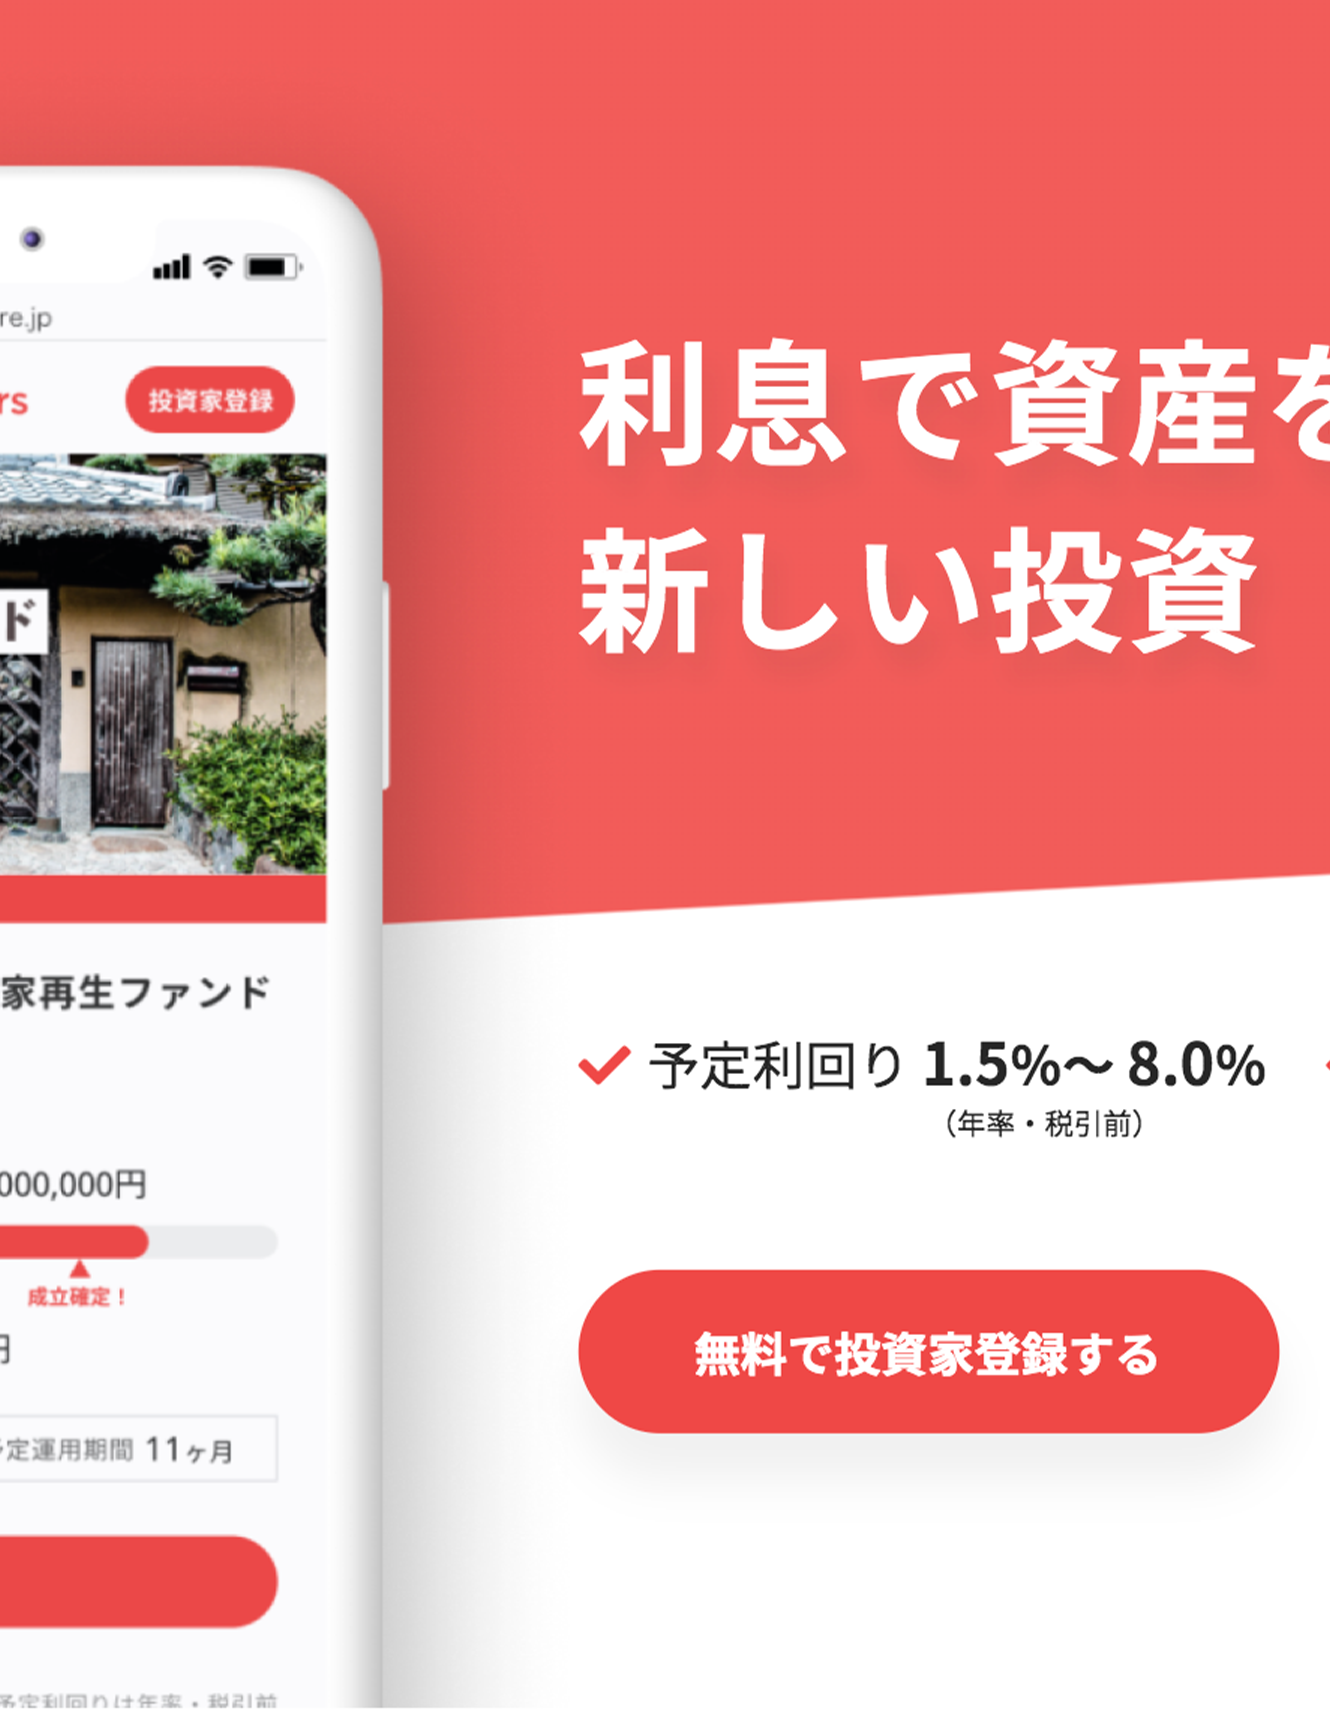 re.jp
rs
投資家登録
ド
家再生ファンド
000,000円
成立確定！
円
予定運用期間 11ヶ月
予定利回りは年率・税引前
利息で資産を
新しい投資
予定利回り 1.5%〜 8.0%
（年率・税引前）
無料で投資家登録する